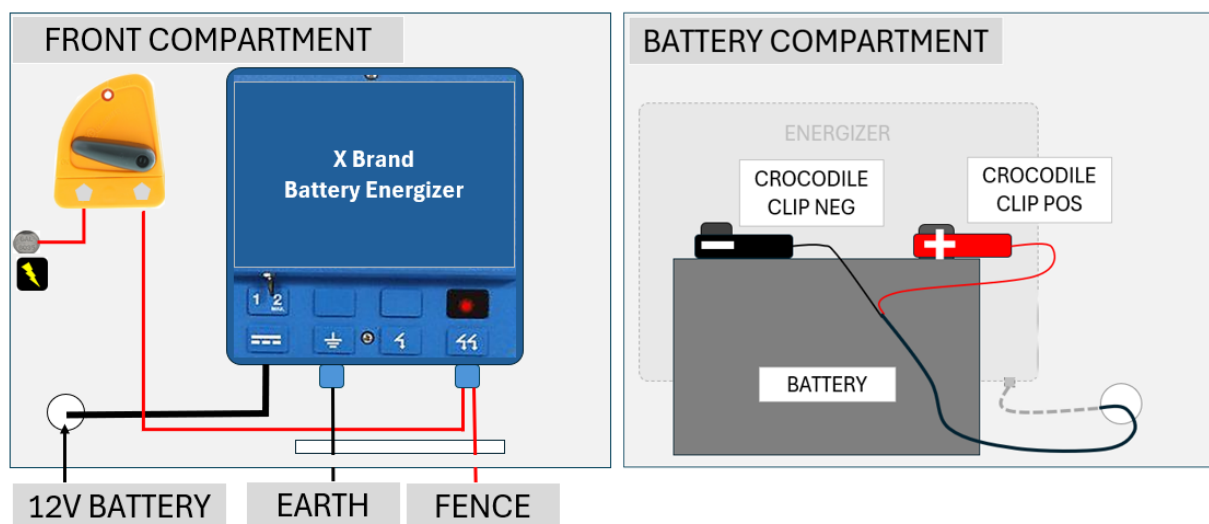 FRONT COMPARTMENT
X Brand
Battery Energizer
1 2
MAX.
12V BATTERY
EARTH
FENCE
BATTERY COMPARTMENT
ENERGIZER
CROCODILE
CLIP NEG
CROCODILE
CLIP POS
BATTERY